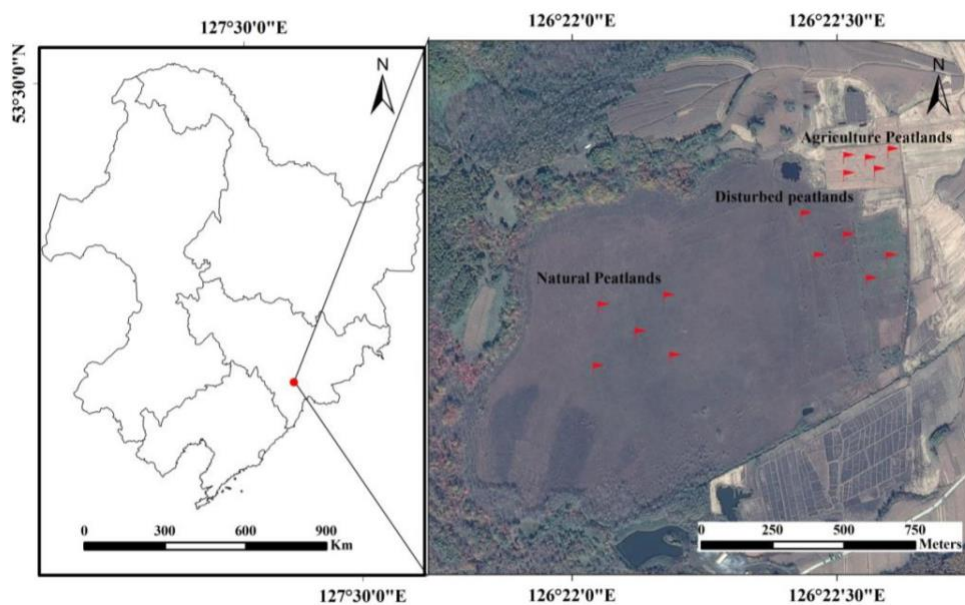 127°30'0"E
126°22'0"E
126°22'30"E
53°30'0"N
N
N
Agriculture Peatlands
Disturbed peatlands
Natural Peatlands
0 300 600 900
Km
0 250 500 750
Meters
127°30'0"E
126°22'0"E
126°22'30"E